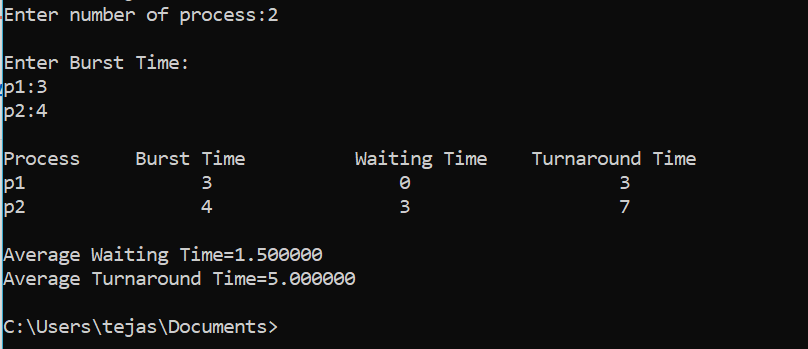 Enter number of process:2
Enter Burst Time:
p1:3
p2:4
Process Burst Time Waiting Time Turnaround Time
p1 3 0 3
p2 4 3 7
Average Waiting Time=1.500000
Average Turnaround Time=5.000000
C:\Users\tejas\Documents>